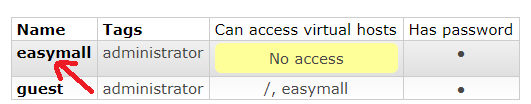 Name Tags Can access virtual hosts Has password
easymall administrator No access ●
guest administrator /, easymall ●